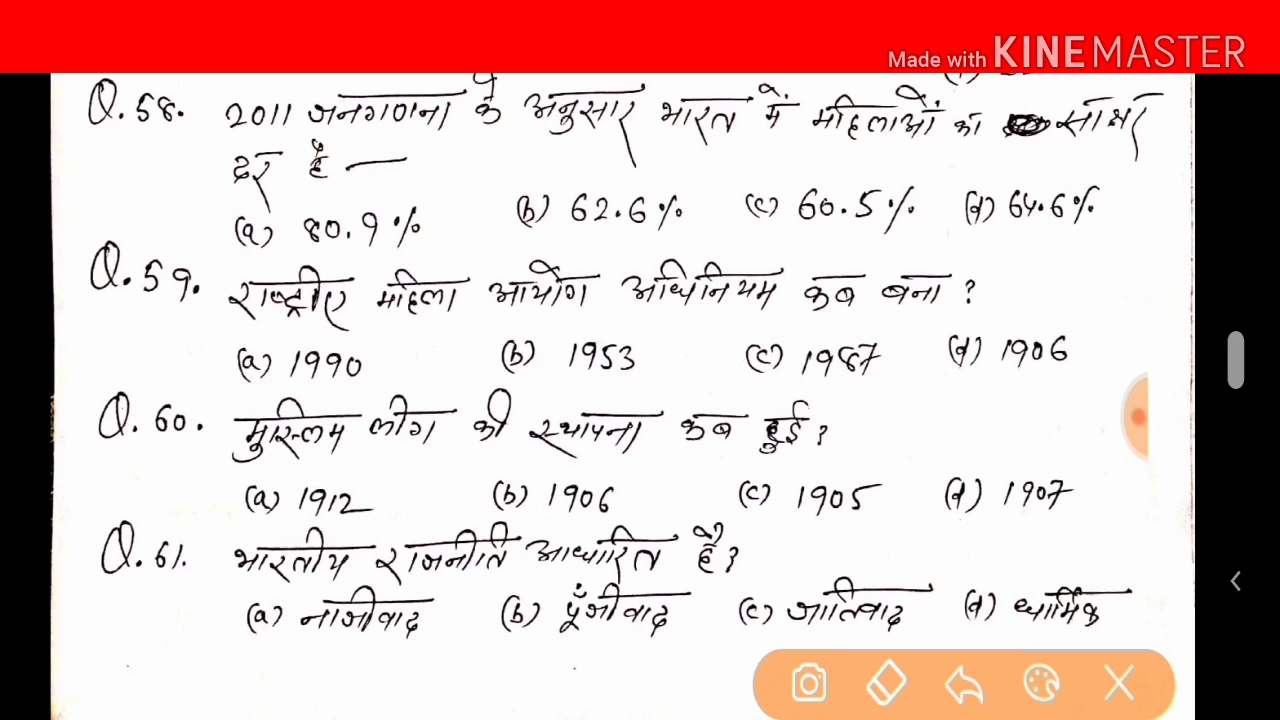 Made with KINEMASTER
Q.58. 2011 जनगणना के अनुसार भारत में महिलाओं का साक्षर
दर है —
(a) 80.9% (b) 62.6% (c) 60.5% (d) 64.6%
Q.59. राष्ट्रीए महिला आयोग अधिनियम कब बना ?
(a) 1990 (b) 1953 (c) 1987 (d) 1906
Q.60. मुस्लिम लीग की स्थापना कब हुई ?
(a) 1912 (b) 1906 (c) 1905 (d) 1907
Q.61. भारतीय राजनीति आधारित है ?
(a) नाजीवाद (b) पूँजीवाद (c) जातिवाद (d) धार्मिक